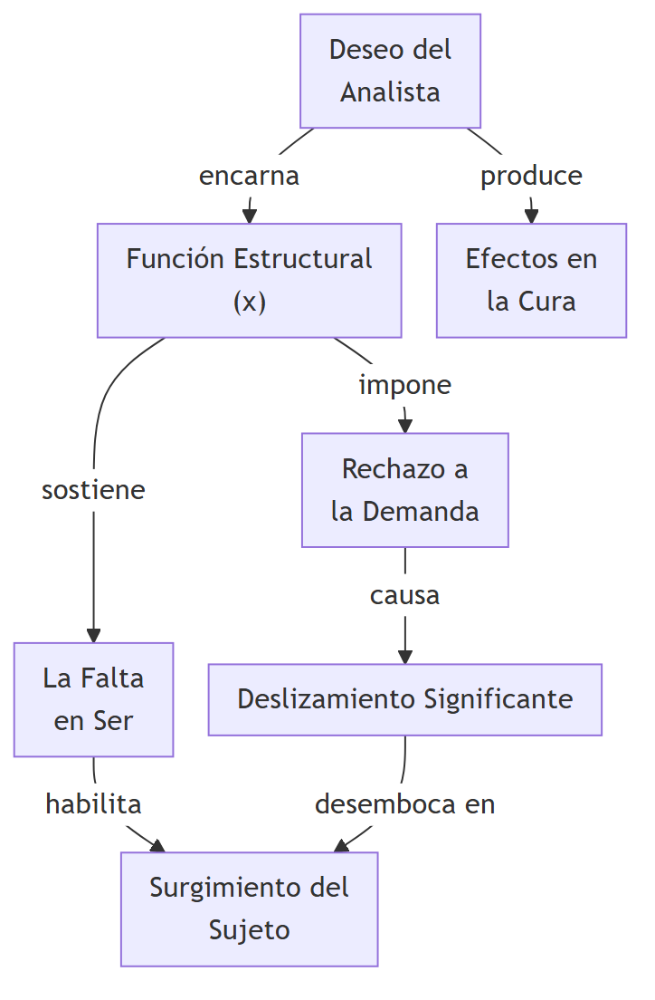 Deseo del
Analista
encarna
produce
Función Estructural
(x)
Efectos en
la Cura
impone
Rechazo a
la Demanda
sostiene
causa
La Falta
en Ser
Deslizamiento Significante
habilita
desemboca en
Surgimiento del
Sujeto